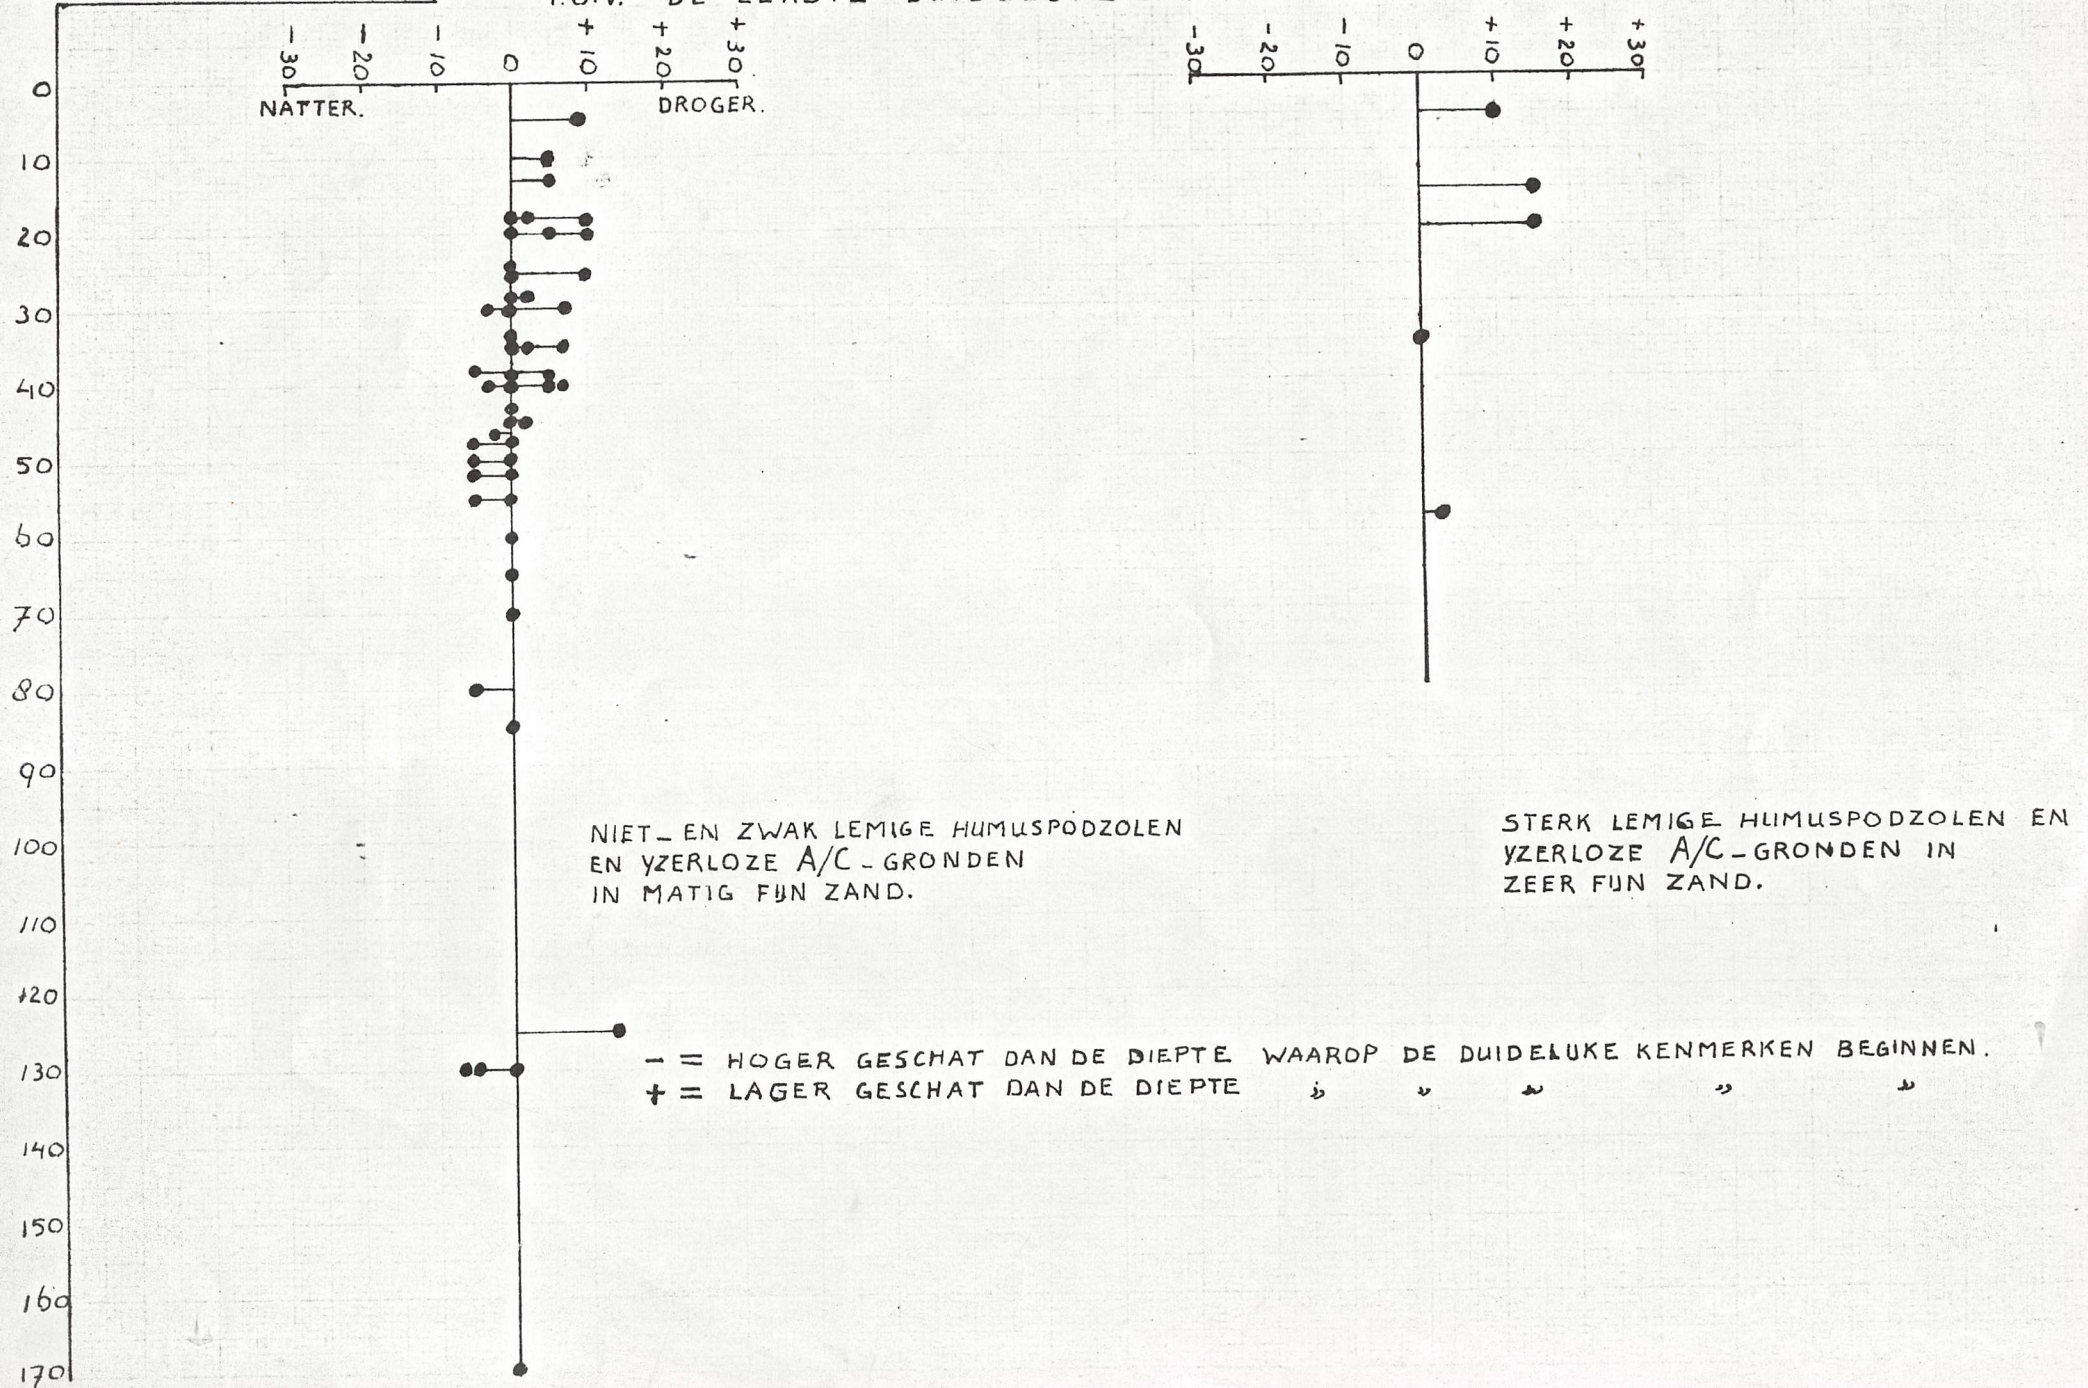 T.O.V. DE EERSTE DUIDELIJKE
-30 -20 -10 0 +10 +20 +30
-30 -20 -10 0 +10 +20 +30
NATTER. DROGER.
0
10
20
30
40
50
60
70
80
90
100
110
120
130
140
150
160
170
NIET- EN ZWAK LEMIGE HUMUSPODZOLEN
EN YZERLOZE A/C-GRONDEN
IN MATIG FIJN ZAND.
STERK LEMIGE HUMUSPODZOLEN EN
YZERLOZE A/C-GRONDEN IN
ZEER FIJN ZAND.
- = HOGER GESCHAT DAN DE DIEPTE WAAROP DE DUIDELIJKE KENMERKEN BEGINNEN.
+ = LAGER GESCHAT DAN DE DIEPTE " " " " "